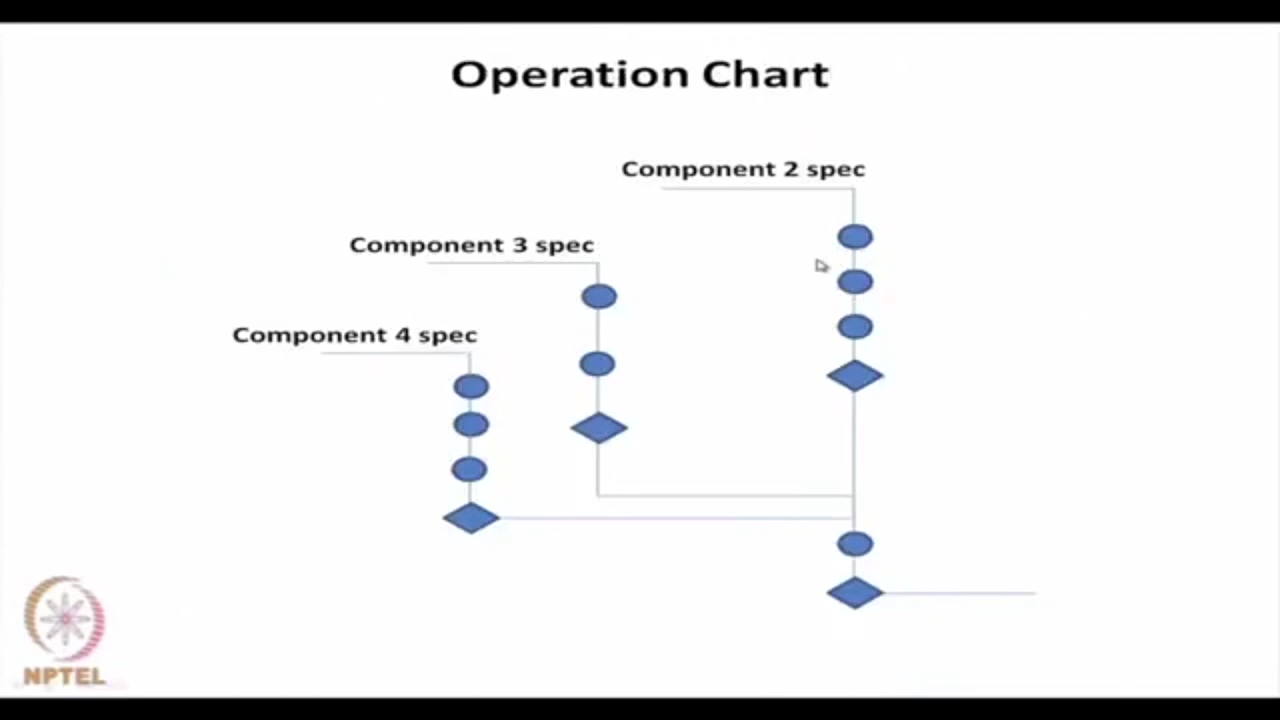 Operation Chart
Component 2 spec
Component 3 spec
Component 4 spec
NPTEL